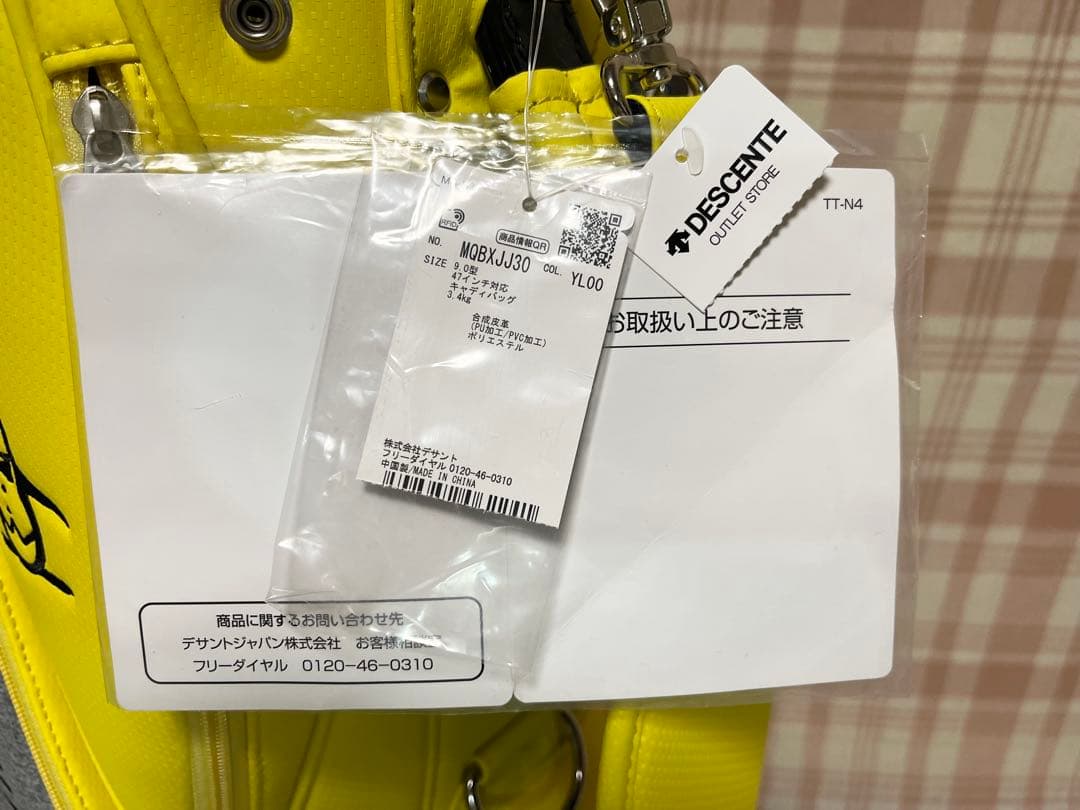 DESCENTE
OUTLET STORE
TT-N4
RFID
商品情報QR
NO. MQBXJJ30 COL. YL00
SIZE 9.0型
47インチ対応
キャディバッグ
3.4kg
合成皮革
(PU加工/PVC加工)
ポリエステル
株式会社デサント
フリーダイヤル 0120-46-0310
中国製/MADE IN CHINA
お取扱い上のご注意
商品に関するお問い合わせ先
デサントジャパン株式会社 お客様相談室
フリーダイヤル 0120-46-0310